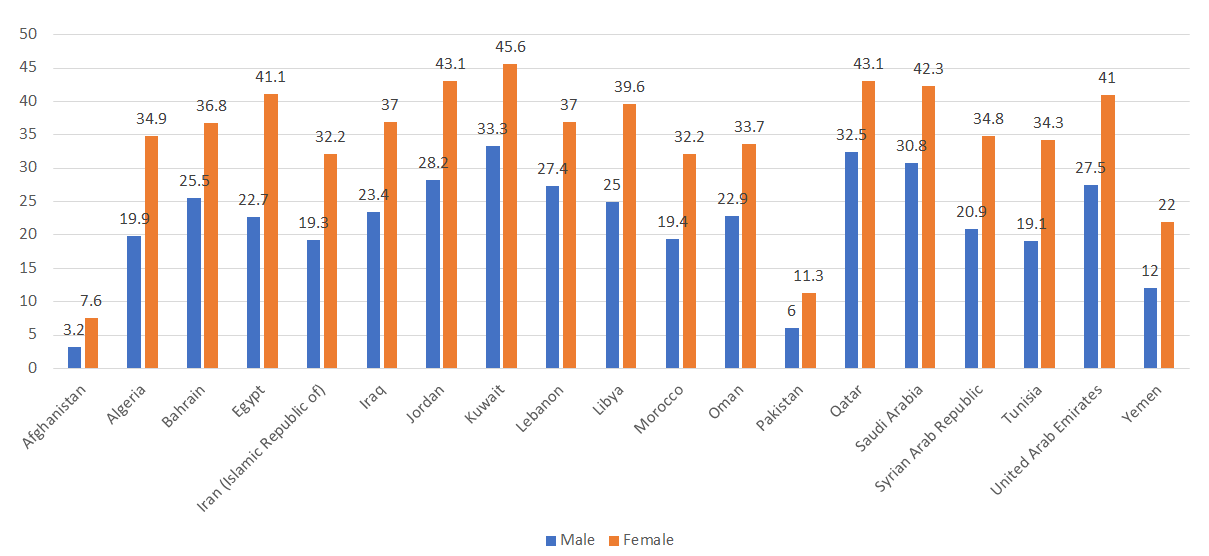 50
45
40
35
30
25
20
15
10
5
0
3.2 7.6
19.9 34.9
25.5 36.8
22.7 41.1
19.3 32.2
23.4 37
28.2 43.1
33.3 45.6
27.4 37
25 39.6
19.4 32.2
22.9 33.7
6 11.3
32.5 43.1
30.8 42.3
20.9 34.8
19.1 34.3
27.5 41
12 22
Afghanistan
Algeria
Bahrain
Egypt
Iran (Islamic Republic of)
Iraq
Jordan
Kuwait
Lebanon
Libya
Morocco
Oman
Pakistan
Qatar
Saudi Arabia
Syrian Arab Republic
Tunisia
United Arab Emirates
Yemen
Male Female